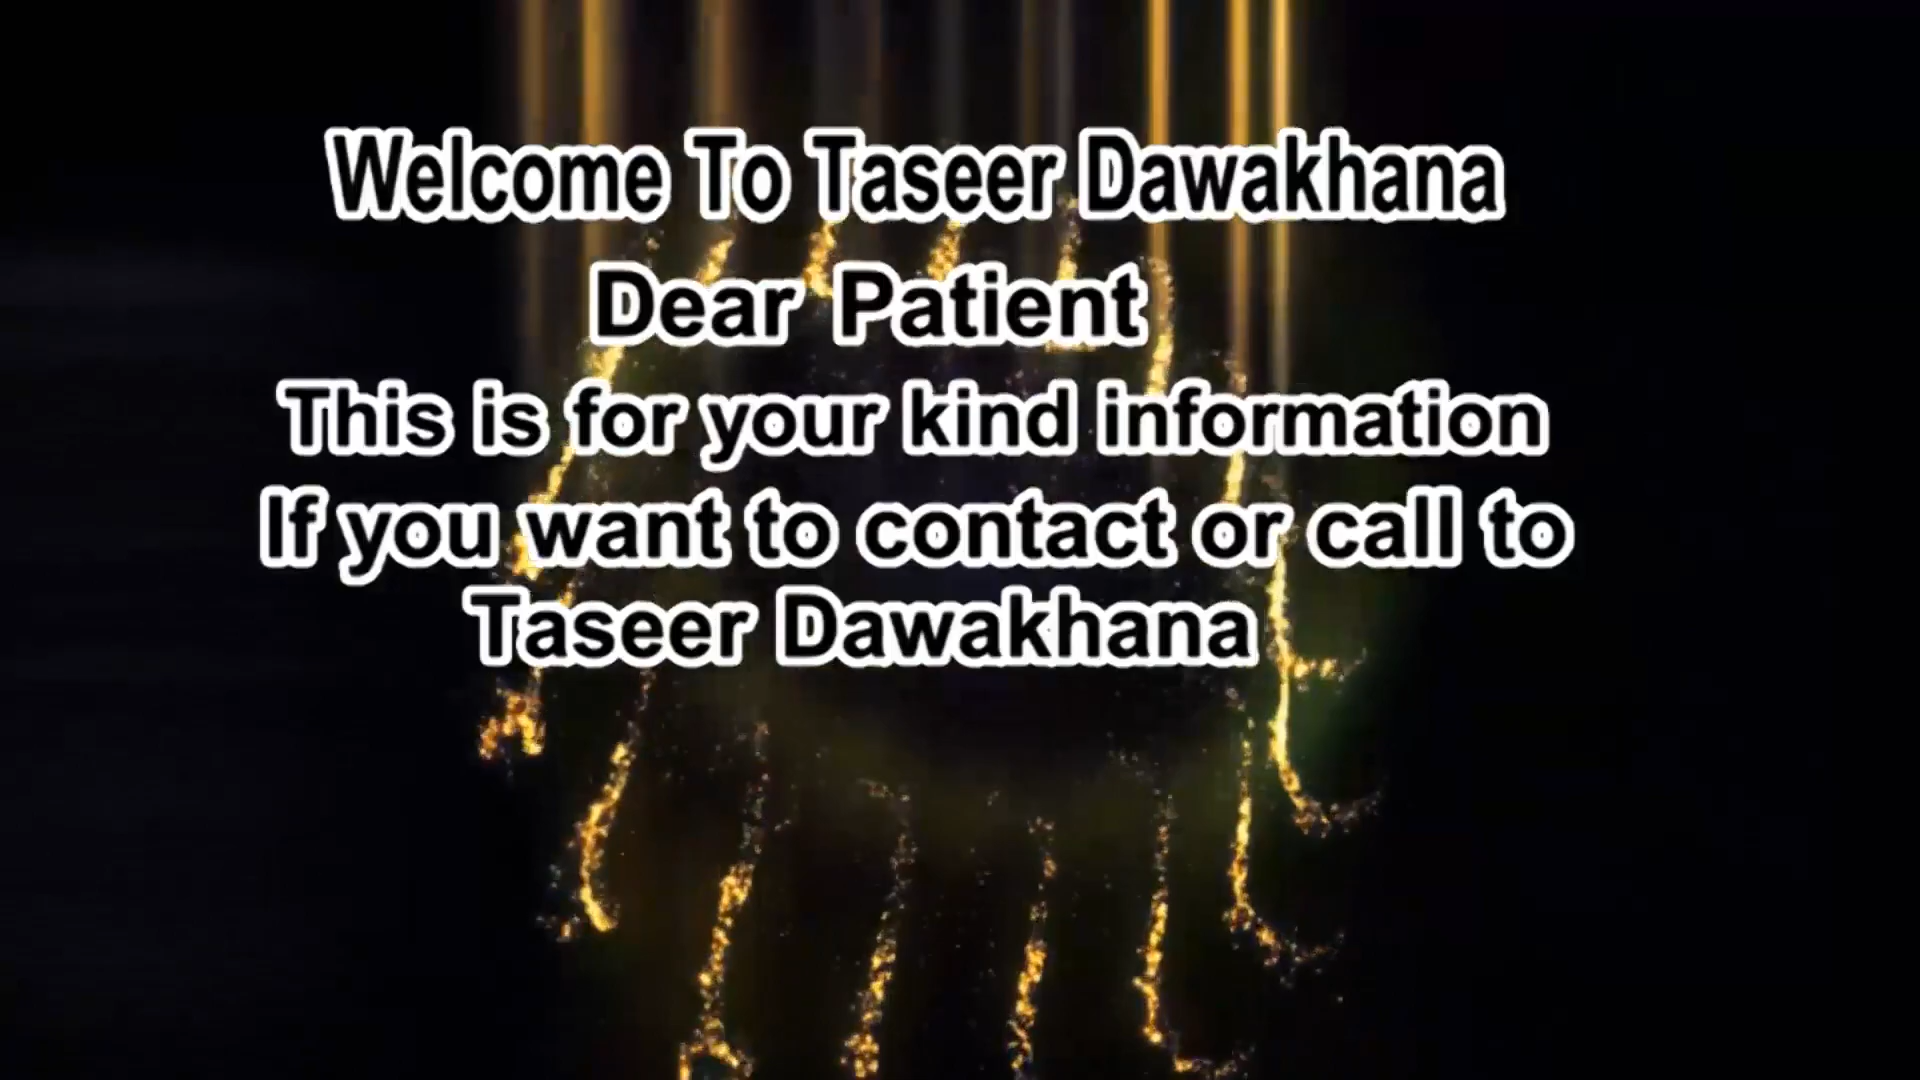 Welcome To Taseer Dawakhana
Dear Patient
This is for your kind information
If you want to contact or call to
Taseer Dawakhana